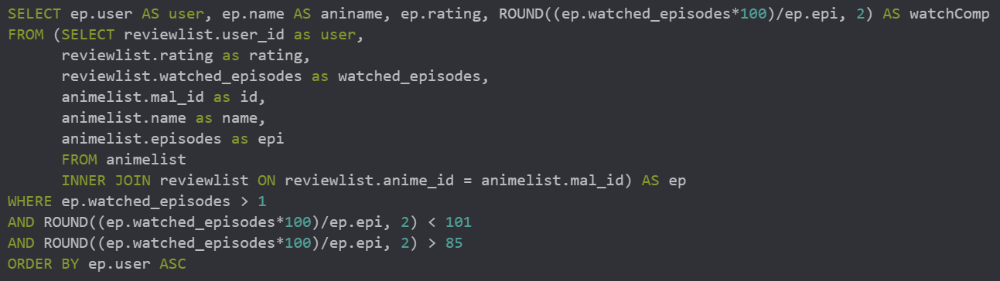 SELECT ep.user AS user, ep.name AS aniname, ep.rating, ROUND((ep.watched_episodes*100)/ep.epi, 2) AS watchComp
FROM (SELECT reviewlist.user_id as user,
      reviewlist.rating as rating,
      reviewlist.watched_episodes as watched_episodes,
      animelist.mal_id as id,
      animelist.name as name,
      animelist.episodes as epi
      FROM animelist
      INNER JOIN reviewlist ON reviewlist.anime_id = animelist.mal_id) AS ep
WHERE ep.watched_episodes > 1
AND ROUND((ep.watched_episodes*100)/ep.epi, 2) < 101
AND ROUND((ep.watched_episodes*100)/ep.epi, 2) > 85
ORDER BY ep.user ASC